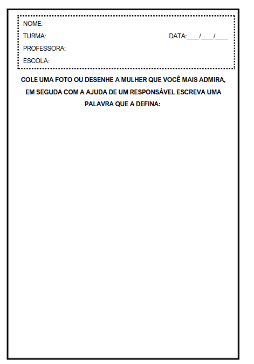 NOME:
TURMA: DATA:___/___/___
PROFESSORA:
ESCOLA:
COLE UMA FOTO OU DESENHE A MULHER QUE VOCÊ MAIS ADMIRA,
EM SEGUDA COM A AJUDA DE UM RESPONSÁVEL ESCREVA UMA
PALAVRA QUE A DEFINA: